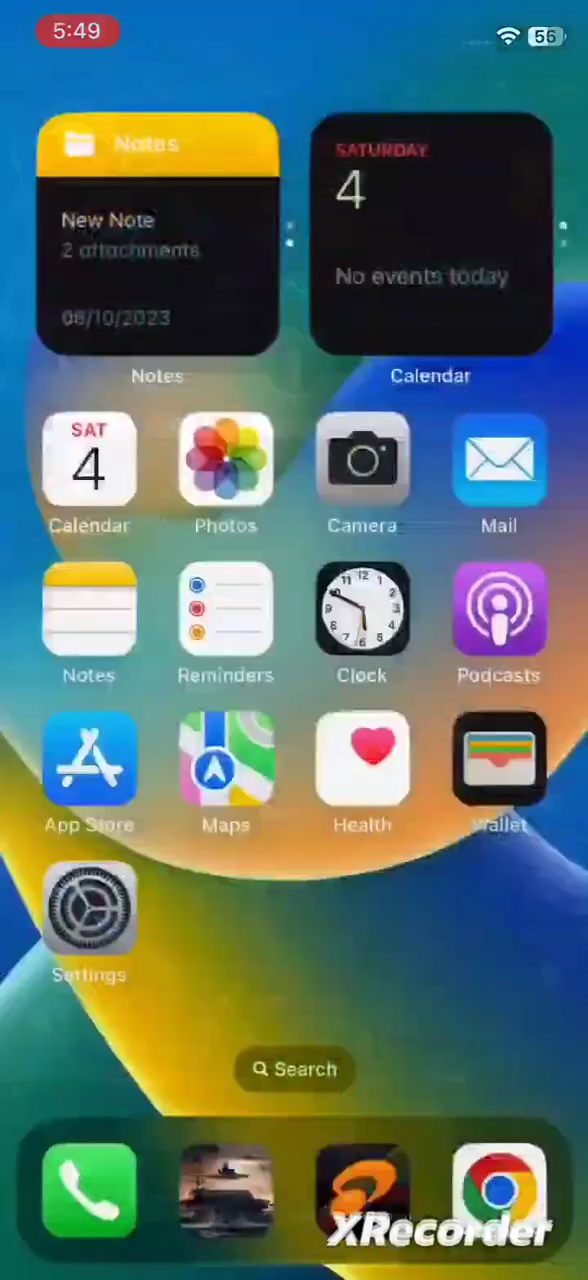 5:49
56
Notes
SATURDAY
4
New Note
2 attachments
No events today
06/10/2023
Notes
Calendar
SAT
4
Calendar
Photos
Camera
Mail
Notes
Reminders
Clock
Podcasts
App Store
Maps
Health
Wallet
Settings
Search
XRecorder